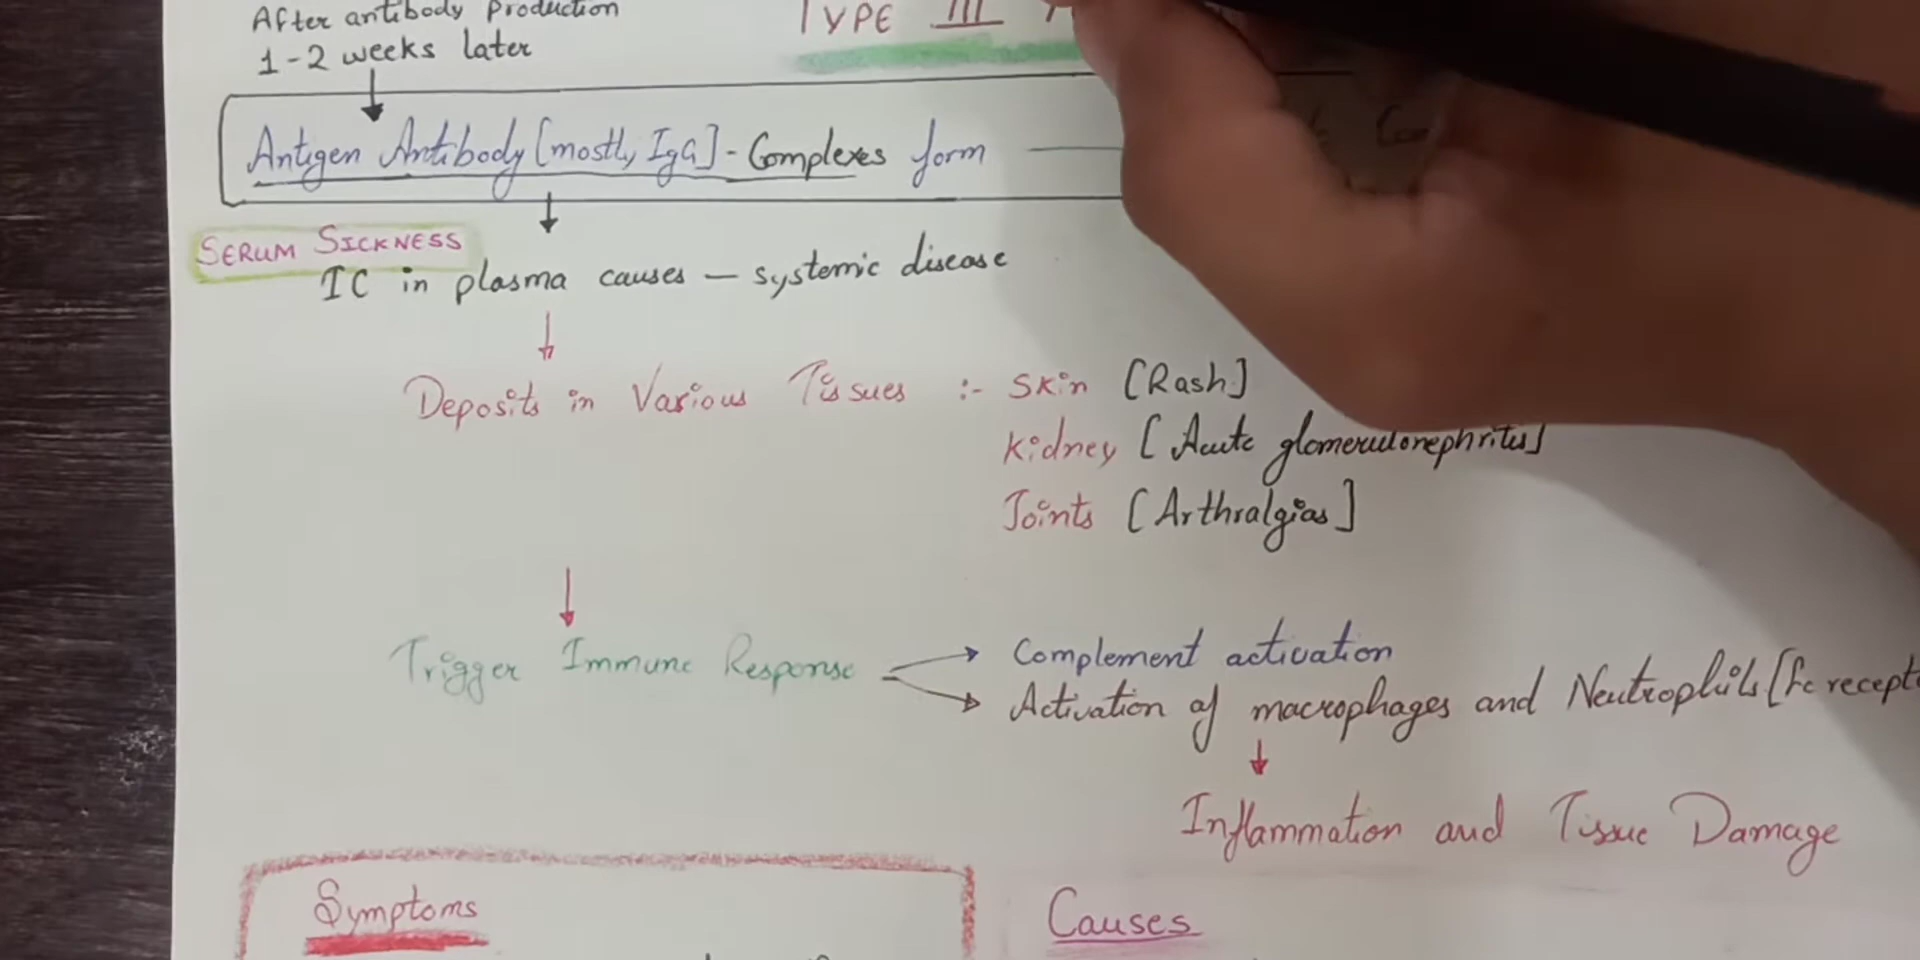 After antibody Production
1-2 weeks later
TYPE III
Antigen Antibody [mostly IgG] - Complexes form
SERUM SICKNESS
IC in plasma causes — systemic disease
Deposits in Various Tissues :- Skin [Rash]
Kidney [Acute glomerulonephritis]
Joints [Arthralgias]
Trigger Immune Response
Complement activation
Activation of macrophages and Neutrophils [Fc
Inflammation and Tissue Damage
Symptoms
Causes